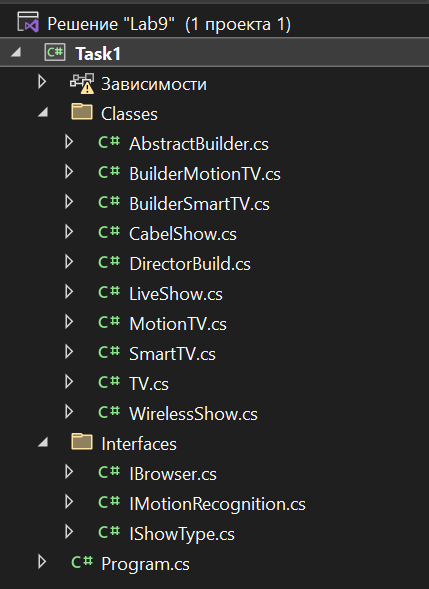 Решение "Lab9" (1 проекта 1)
C# Task1
Зависимости
Classes
C# AbstractBuilder.cs
C# BuilderMotionTV.cs
C# BuilderSmartTV.cs
C# CabelShow.cs
C# DirectorBuild.cs
C# LiveShow.cs
C# MotionTV.cs
C# SmartTV.cs
C# TV.cs
C# WirelessShow.cs
Interfaces
C# IBrowser.cs
C# IMotionRecognition.cs
C# IShowType.cs
C# Program.cs